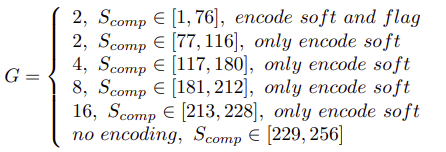 2, S_comp ∈ [1, 76], encode soft and flag
2, S_comp ∈ [77, 116], only encode soft
G = 4, S_comp ∈ [117, 180], only encode soft
8, S_comp ∈ [181, 212], only encode soft
16, S_comp ∈ [213, 228], only encode soft
no encoding, S_comp ∈ [229, 256]